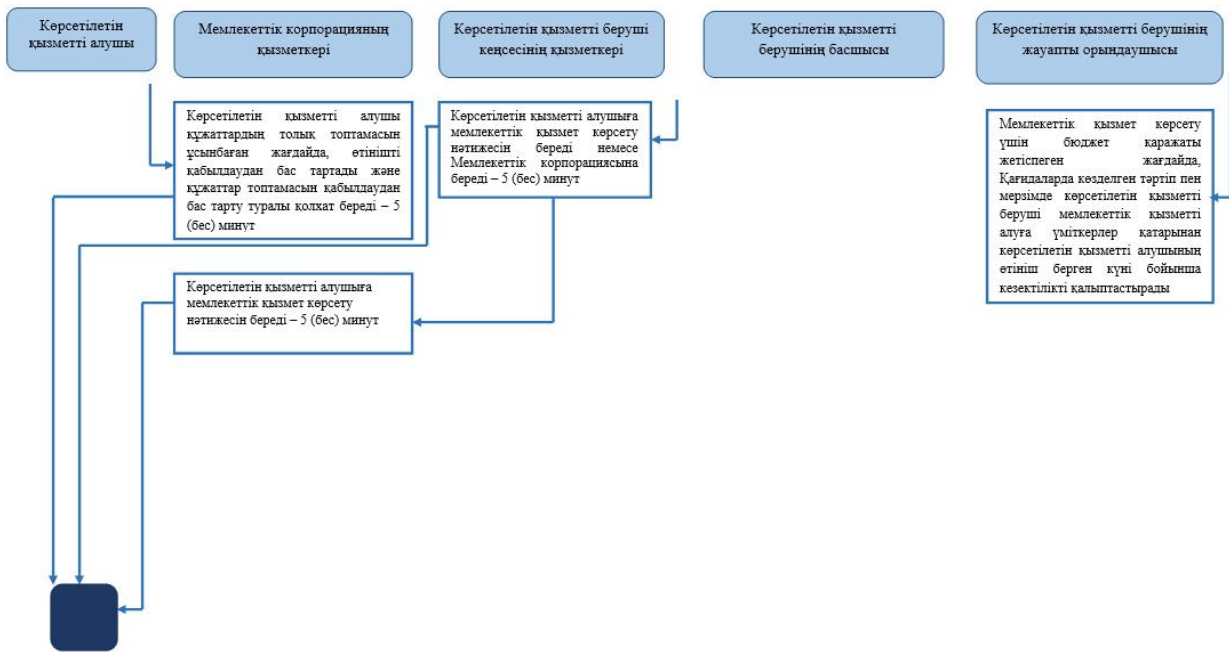 Көрсетілетін
қызметті алушы
Мемлекеттік корпорацияның
қызметкері
Көрсетілетін қызметті беруші
кеңсесінің қызметкері
Көрсетілетін қызметті
берушінің басшысы
Көрсетілетін қызметті берушінің
жауапты орындаушысы
Көрсетілетін қызметті алушы
құжаттардың толық топтамасын
ұсынбаған жағдайда, өтінішті
қабылдаудан бас тартады және
құжаттар топтамасын қабылдаудан
бас тарту туралы қолхат береді – 5
(бес) минут
Көрсетілетін қызметті алушыға
мемлекеттік қызмет көрсету
нәтижесін береді немесе
Мемлекеттік корпорациясына
береді – 5 (бес) минут
Мемлекеттік қызмет көрсету
үшін бюджет қаражаты
жетіспеген жағдайда,
Қағидаларда көзделген тәртіп пен
мерзімде көрсетілетін қызметті
беруші мемлекеттік қызметті
алуға үміткерлер қатарынан
көрсетілетін қызметті алушының
өтініш берген күні бойынша
кезектілікті қалыптастырады
Көрсетілетін қызметті алушыға
мемлекеттік қызмет көрсету
нәтижесін береді – 5 (бес) минут